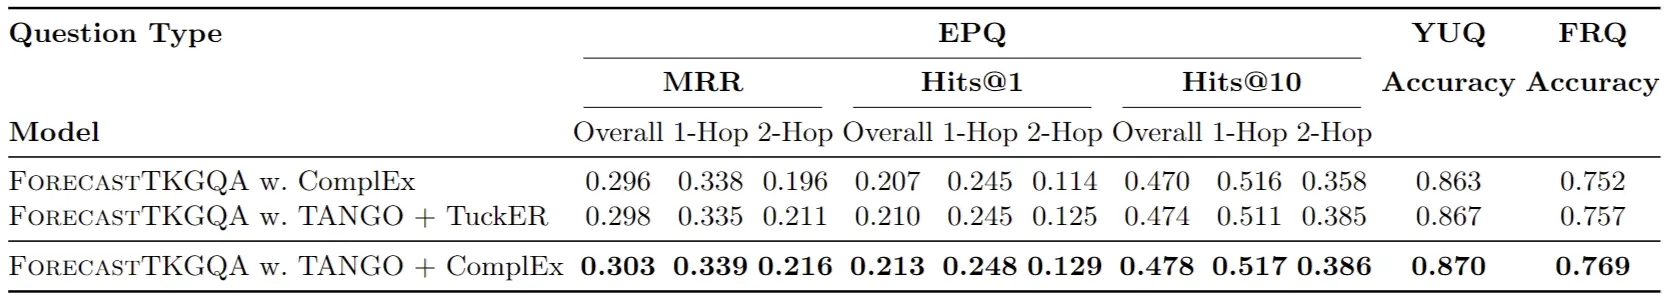 Question Type EPQ YUQ FRQ
MRR Hits@1 Hits@10 Accuracy Accuracy
Model Overall 1-Hop 2-Hop Overall 1-Hop 2-Hop Overall 1-Hop 2-Hop
FORECASTTKGQA w. ComplEx 0.296 0.338 0.196 0.207 0.245 0.114 0.470 0.516 0.358 0.863 0.752
FORECASTTKGQA w. TANGO + TuckER 0.298 0.335 0.211 0.210 0.245 0.125 0.474 0.511 0.385 0.867 0.757
FORECASTTKGQA w. TANGO + ComplEx 0.303 0.339 0.216 0.213 0.248 0.129 0.478 0.517 0.386 0.870 0.769